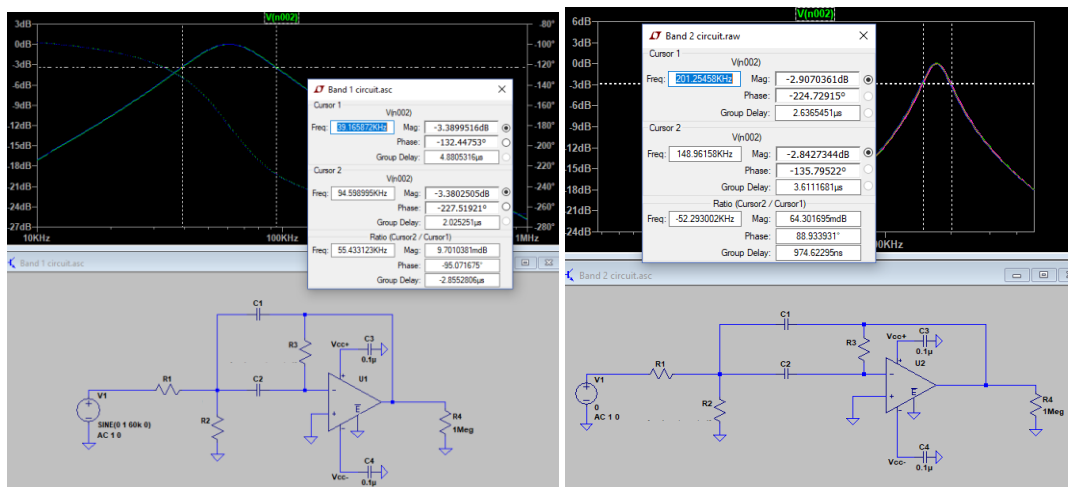 V(n002)
3dB
0dB
-3dB
-6dB
-9dB
-12dB
-15dB
-18dB
-21dB
-24dB
-27dB
10KHz
100KHz
1MHz
-80°
-100°
-120°
-140°
-160°
-180°
-200°
-220°
-240°
-260°
-280°
Band 1 circuit.asc
Cursor 1
V(n002)
Freq: 39.165872KHz Mag: -3.3899516dB
Phase: -132.44753°
Group Delay: 4.8805316µs
Cursor 2
V(n002)
Freq: 94.598995KHz Mag: -3.3802505dB
Phase: -227.51921°
Group Delay: 2.025251µs
Ratio (Cursor2 / Cursor1)
Freq: 55.433123KHz Mag: 9.7010381mdB
Phase: -95.071675°
Group Delay: -2.8552806µs
Band 1 circuit.asc
C1
R3
Vcc+
C3
0.1µ
R1
C2
U1
V1
SINE(0 1 60k 0)
AC 1 0
R2
E
R4
1Meg
C4
Vcc-
0.1µ
V(n002)
6dB
3dB
0dB
-3dB
-6dB
-9dB
-12dB
-15dB
-18dB
-21dB
-24dB
00KHz
Band 2 circuit.raw
Cursor 1
V(n002)
Freq: 201.25458KHz Mag: -2.9070361dB
Phase: -224.72915°
Group Delay: 2.6365451µs
Cursor 2
V(n002)
Freq: 148.96158KHz Mag: -2.8427344dB
Phase: -135.79522°
Group Delay: 3.6111681µs
Ratio (Cursor2 / Cursor1)
Freq: -52.293002KHz Mag: 64.301695mdB
Phase: 88.933931°
Group Delay: 974.62295ns
Band 2 circuit.asc
C1
R3
Vcc+
C3
0.1µ
R1
C2
U2
V1
0
AC 1 0
R2
E
R4
1Meg
C4
Vcc-
0.1µ